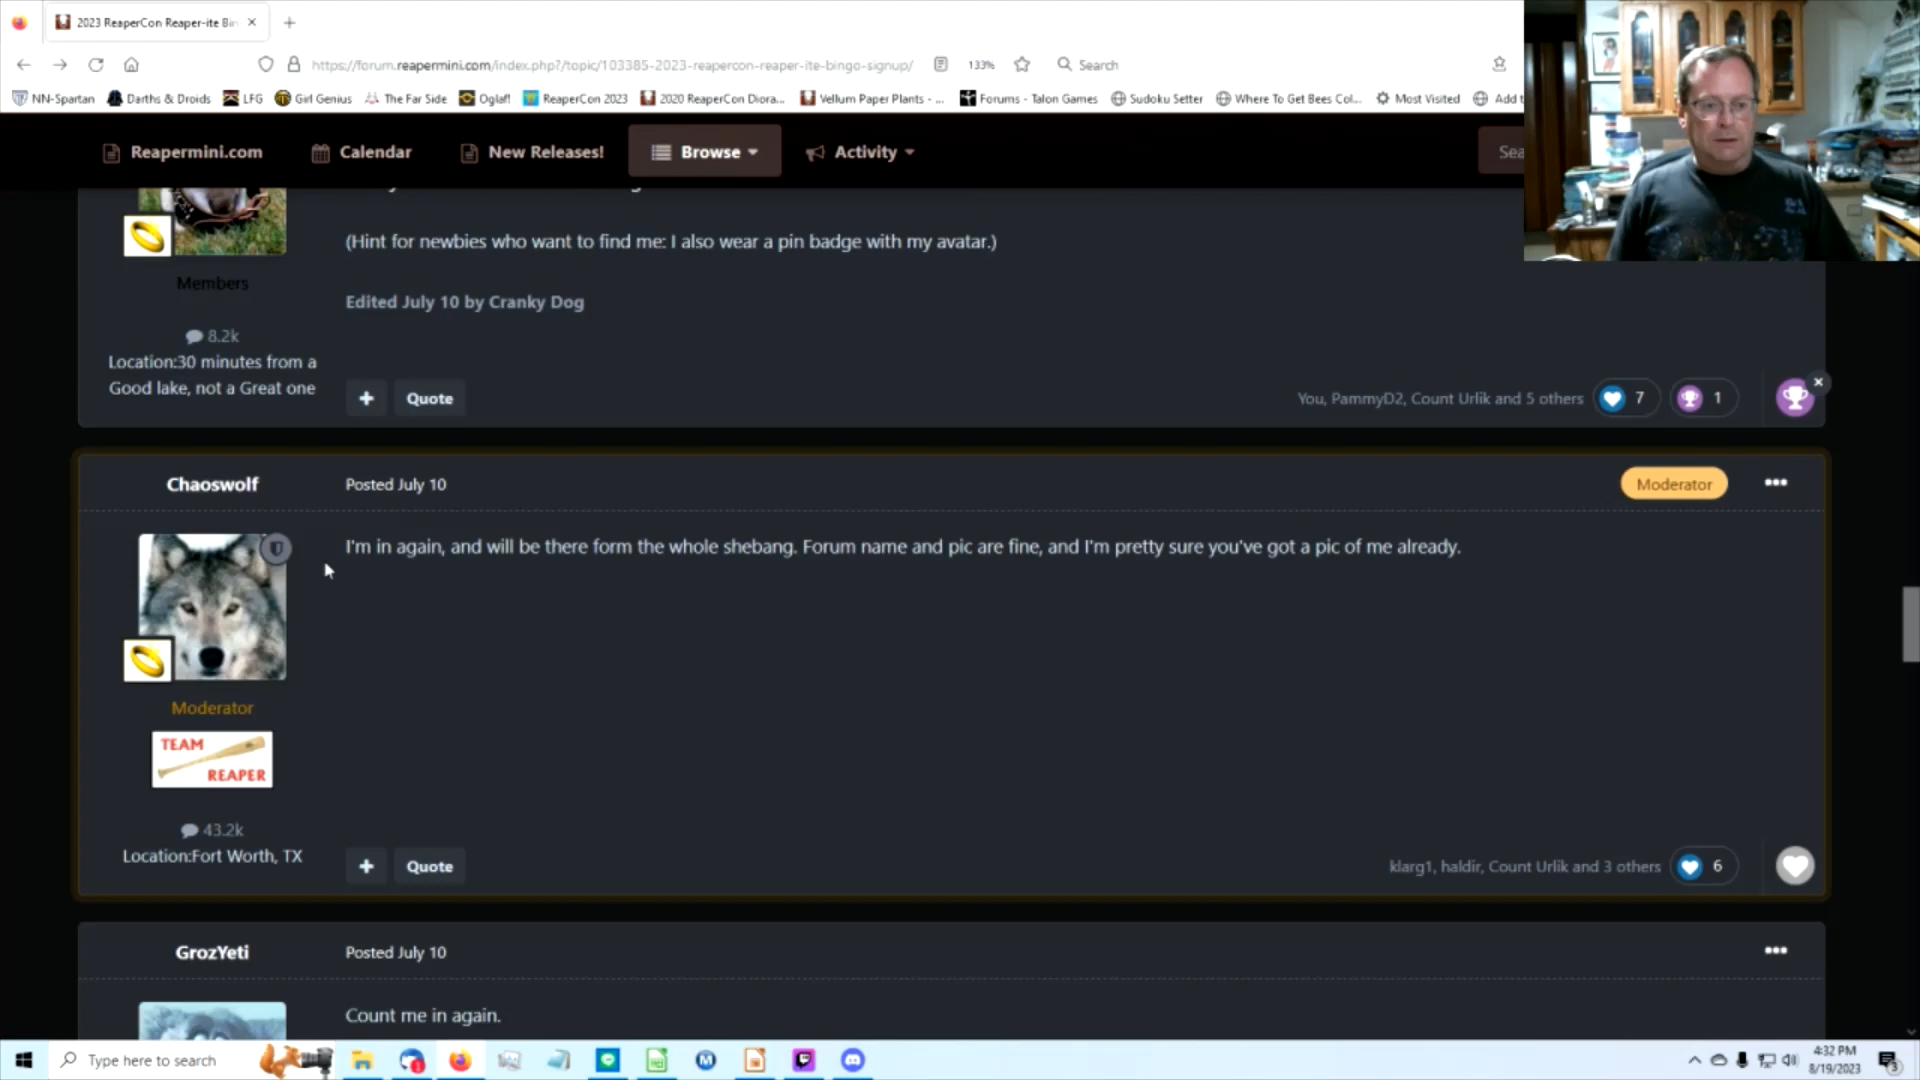 2023 ReaperCon Reaper-ite Bin
https://forum.reapermini.com/index.php?/topic/103385-2023-reapercon-reaper-ite-bingo-signup/
133%
Search
NN-Spartan
Darths & Droids
LFG
Girl Genius
The Far Side
Oglaf!
ReaperCon 2023
2020 ReaperCon Diora...
Vellum Paper Plants - ...
Forums - Talon Games
Sudoku Setter
Where To Get Bees Col...
Most Visited
Add t
Reapermini.com
Calendar
New Releases!
Browse
Activity
Sea
(Hint for newbies who want to find me: I also wear a pin badge with my avatar.)
Members
Edited July 10 by Cranky Dog
8.2k
Location:30 minutes from a
Good lake, not a Great one
+ Quote
You, PammyD2, Count Urlik and 5 others
7
1
Chaoswolf
Posted July 10
Moderator
I'm in again, and will be there form the whole shebang. Forum name and pic are fine, and I'm pretty sure you've got a pic of me already.
Moderator
TEAM
REAPER
43.2k
Location:Fort Worth, TX
+ Quote
klarg1, haldir, Count Urlik and 3 others
6
GrozYeti
Posted July 10
Count me in again.
Type here to search
4:32 PM
8/19/2023
3